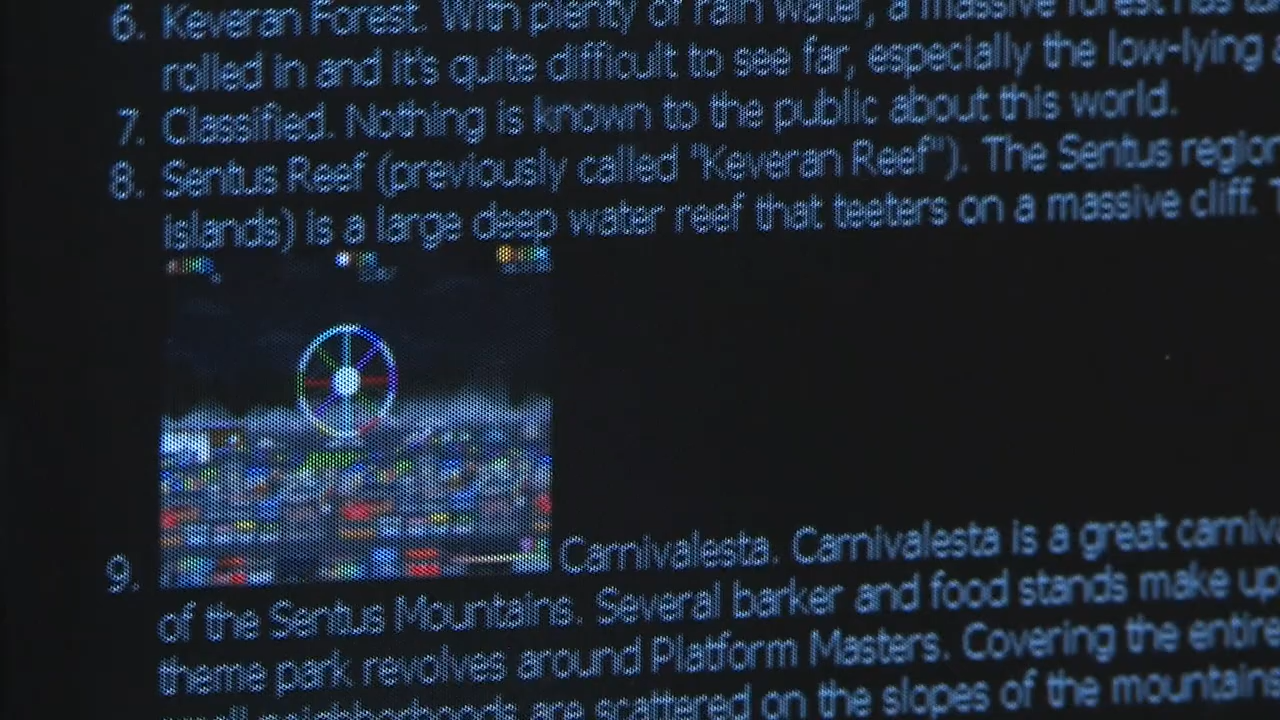 6. Keveran Forest. With plenty of rain water, a massive forest has
rolled in and it's quite difficult to see far, especially the low-lying
7. Classified. Nothing is known to the public about this world.
8. Sentus Reef (previously called "Keveran Reef"). The Sentus region
islands) is a large deep water reef that teeters on a massive cliff.
9. Carnivalesta. Carnivalesta is a great
of the Sentus Mountains. Several barker and food stands make up
theme park revolves around Platform Masters. Covering the entire
small neighborhoods are scattered on the slopes of the mountains